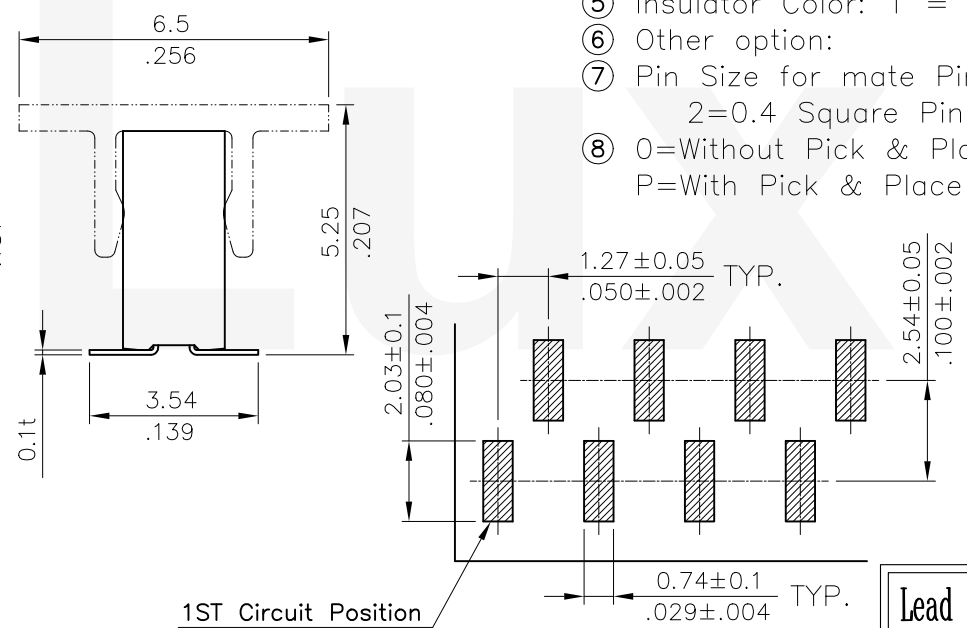 6.5
.256
⑤ Insulator Color: 1 =
⑥ Other option:
⑦ Pin Size for mate Pin
2=0.4 Square Pin
⑧ 0=Without Pick & Pla
P=With Pick & Place
5.25
.207
1.27±0.05
.050±.002
TYP.
2.54±0.05
.100±.002
2.03±0.1
.080±.004
3.54
.139
0.1t
0.74±0.1
.029±.004
TYP.
1ST Circuit Position
Lead
Lux